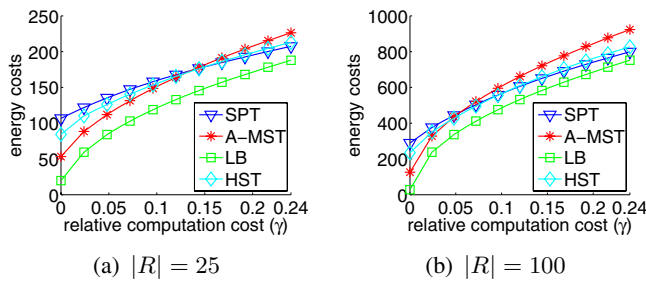 250
200
150
100
50
0
energy costs
SPT
A−MST
LB
HST
0 0.05 0.1 0.15 0.2 0.24
relative computation cost (γ)
(a) |R| = 25
1000
800
600
400
200
0
energy costs
SPT
A−MST
LB
HST
0 0.05 0.1 0.15 0.2 0.24
relative computation cost (γ)
(b) |R| = 100